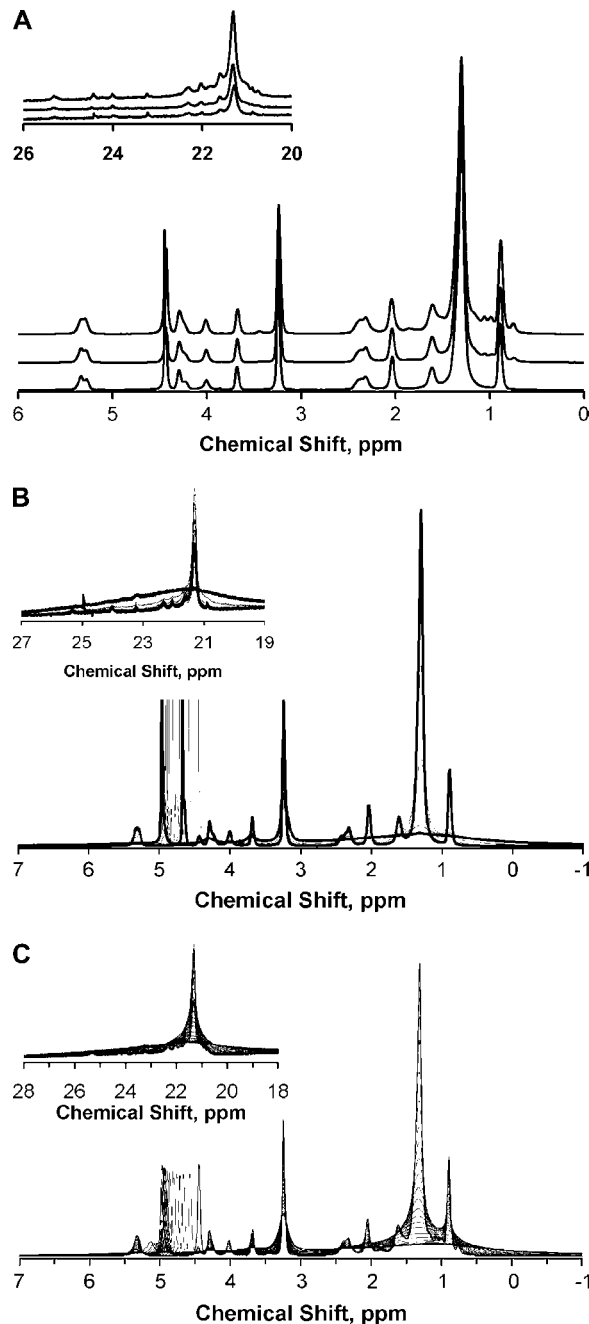 A
26 24 22 20
6 5 4 3 2 1 0
Chemical Shift, ppm
B
27 25 23 21 19
Chemical Shift, ppm
7 6 5 4 3 2 1 0 -1
Chemical Shift, ppm
C
28 26 24 22 20 18
Chemical Shift, ppm
7 6 5 4 3 2 1 0 -1
Chemical Shift, ppm